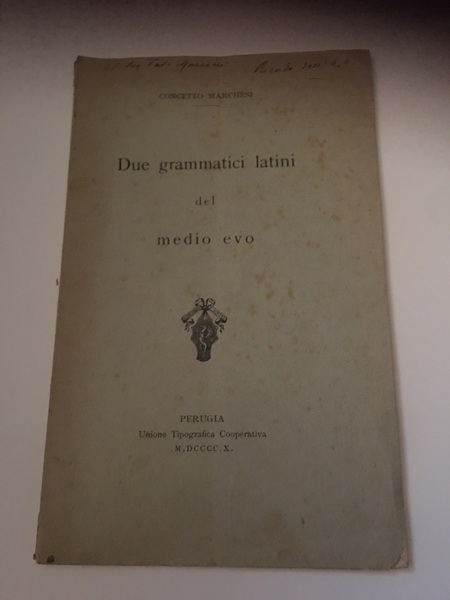 CONCETTO MARCHESI
Due grammatici latini
del
medio evo
PERUGIA
Unione Tipografica Cooperativa
M.DCCCC.X.